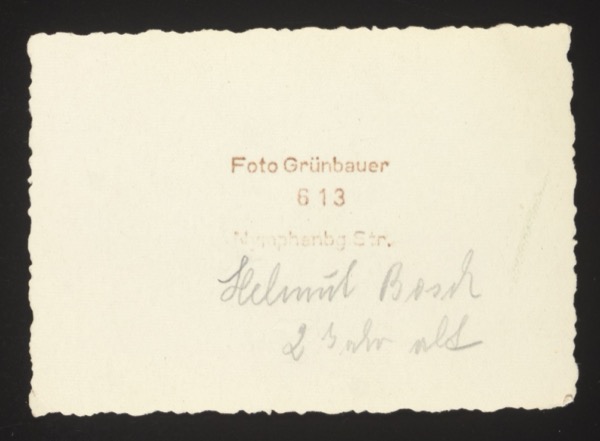 Foto Grünbauer
613
Nymphenbg. Str.
Helmut Bosch
2 Jahr alt